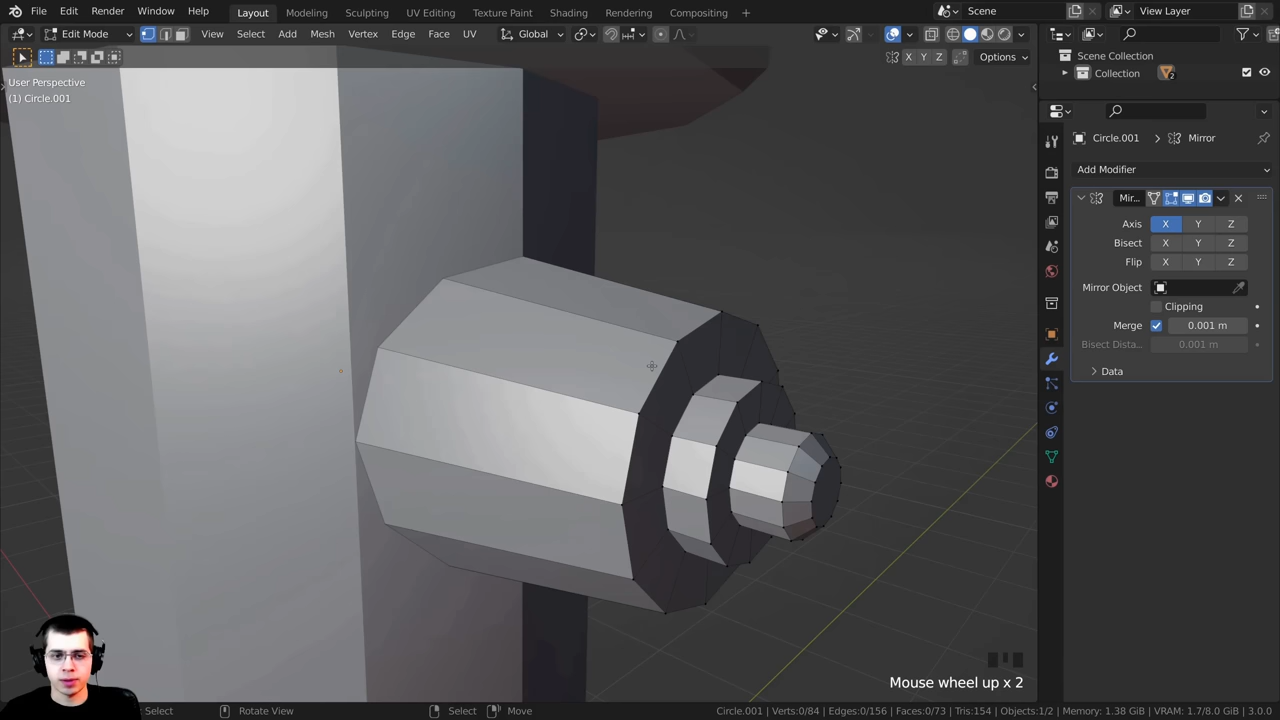 File Edit Render Window Help Layout Modeling Sculpting UV Editing Texture Paint Shading Rendering Compositing Scene View Layer
Edit Mode View Select Add Mesh Vertex Edge Face UV Global
X Y Z Options
User Perspective
(1) Circle.001
Scene Collection
Collection 2
Circle.001 > Mirror
Add Modifier
Mir...
Axis X Y Z
Bisect X Y Z
Flip X Y Z
Mirror Object
Clipping
Merge 0.001 m
Bisect Dista... 0.001 m
Data
Mouse wheel up x 2
Select Rotate View Select Move Circle.001 | Verts:0/84 | Edges:0/156 | Faces:0/73 | Tris:154 | Objects:1/2 | Memory: 1.38 GiB | VRAM: 1.7/8.0 GiB | 3.0.0